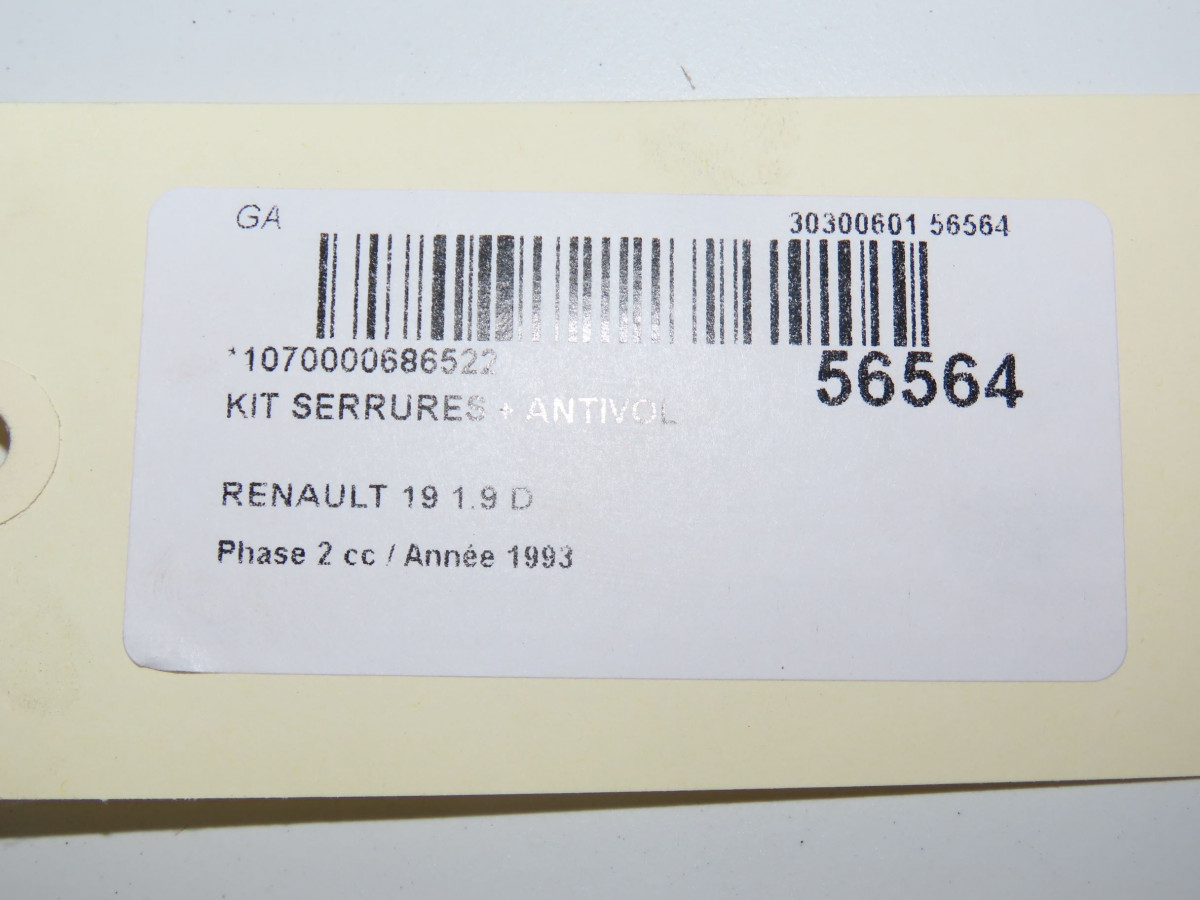 GA 30300601 56564
*1070000686522 56564
KIT SERRURES + ANTIVOL
RENAULT 19 1.9 D
Phase 2 cc / Année 1993